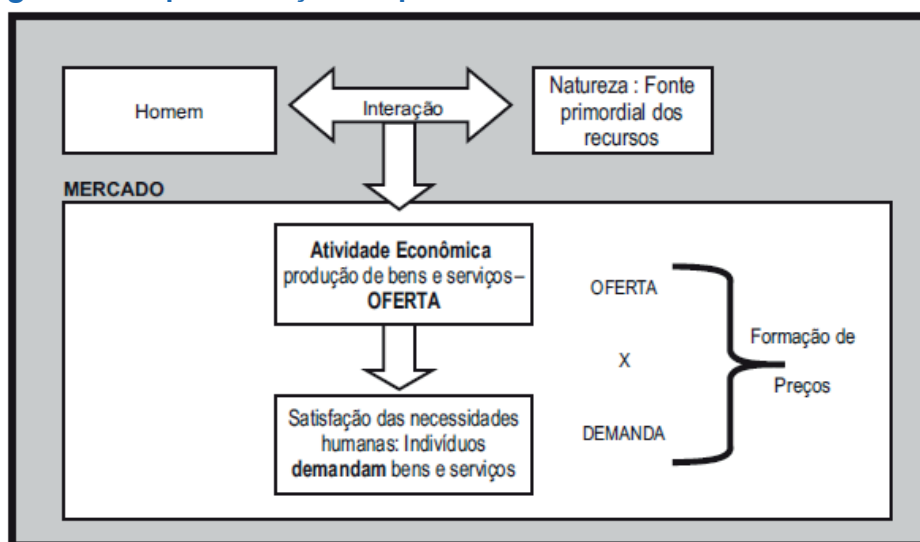 Homem
Interação
Natureza : Fonte
primordial dos
recursos
MERCADO
Atividade Econômica
produção de bens e serviços–
OFERTA
Satisfação das necessidades
humanas: Indivíduos
demandam bens e serviços
OFERTA
X
DEMANDA
Formação de
Preços